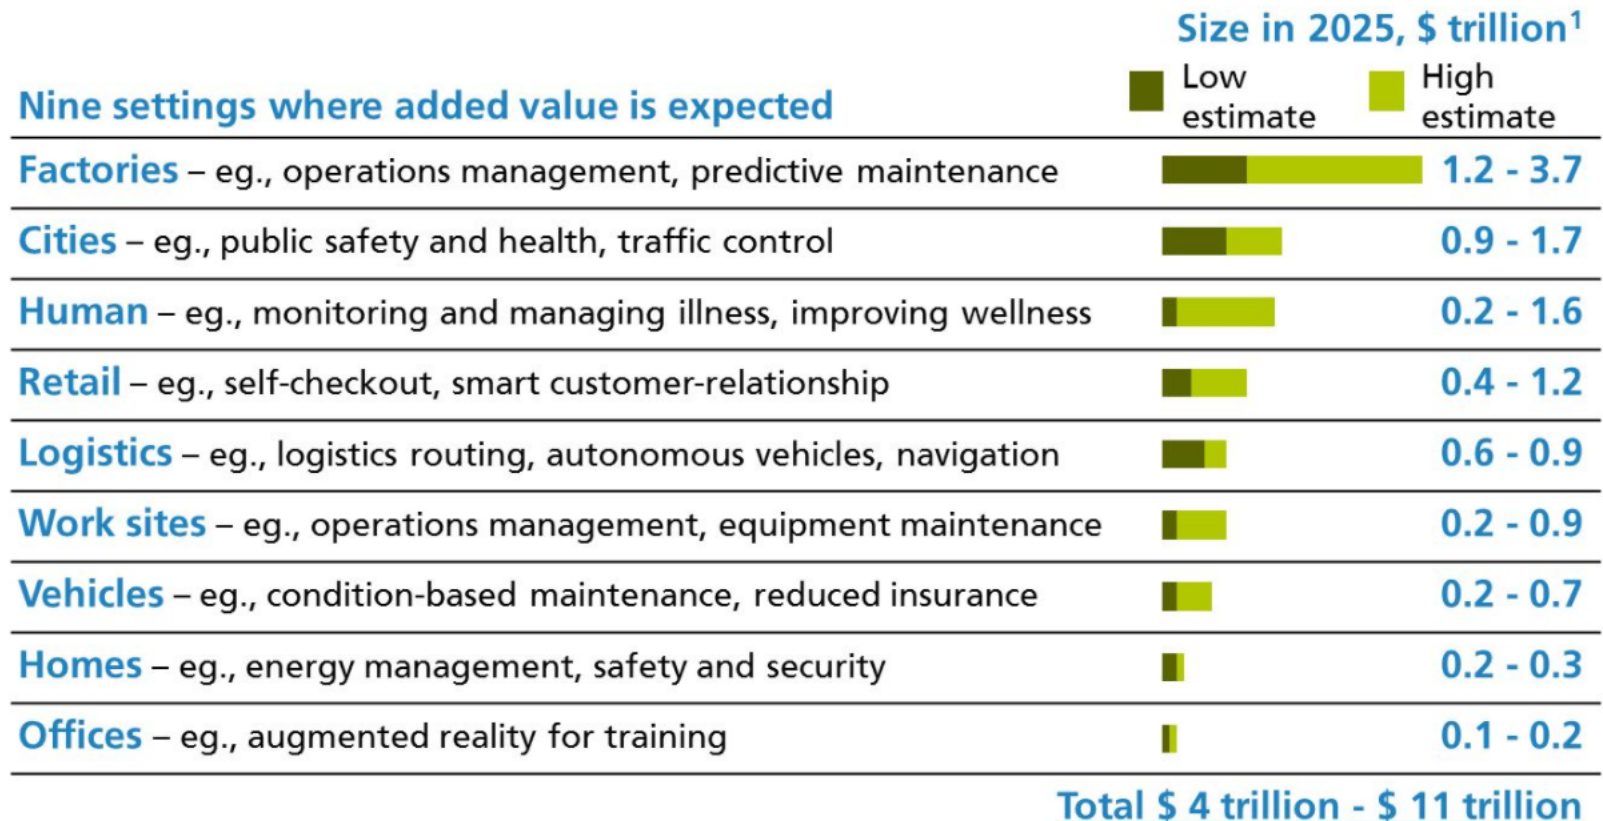 Size in 2025, $ trillion¹
Low estimate
High estimate
Nine settings where added value is expected
Factories – eg., operations management, predictive maintenance 1.2 - 3.7
Cities – eg., public safety and health, traffic control 0.9 - 1.7
Human – eg., monitoring and managing illness, improving wellness 0.2 - 1.6
Retail – eg., self-checkout, smart customer-relationship 0.4 - 1.2
Logistics – eg., logistics routing, autonomous vehicles, navigation 0.6 - 0.9
Work sites – eg., operations management, equipment maintenance 0.2 - 0.9
Vehicles – eg., condition-based maintenance, reduced insurance 0.2 - 0.7
Homes – eg., energy management, safety and security 0.2 - 0.3
Offices – eg., augmented reality for training 0.1 - 0.2
Total $ 4 trillion - $ 11 trillion